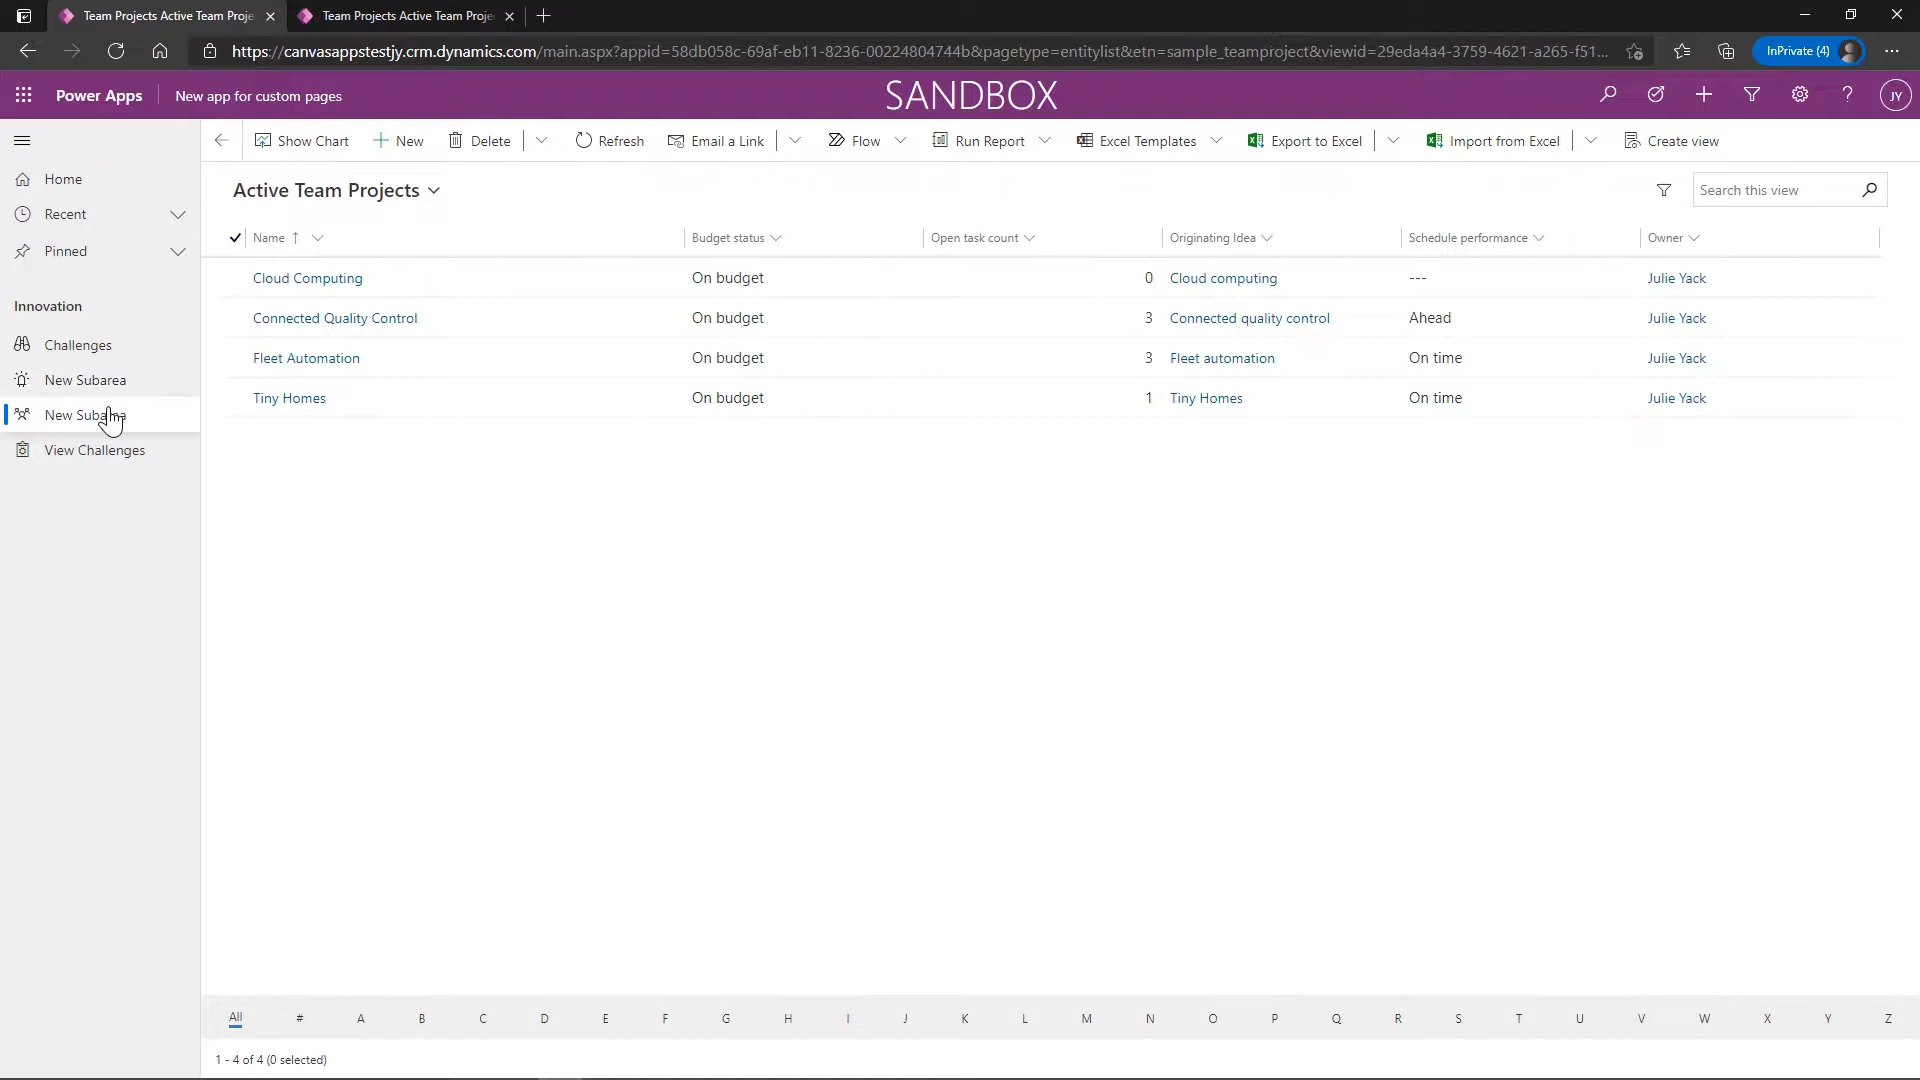 Team Projects Active Team Proje
Team Projects Active Team Proje
https://canvasappstestjy.crm.dynamics.com/main.aspx?appid=58db058c-69af-eb11-8236-00224804744b&pagetype=entitylist&etn=sample_teamproject&viewid=29eda4a4-3759-4621-a265-f51...
InPrivate (4)
Power Apps
New app for custom pages
SANDBOX
JY
Show Chart
New
Delete
Refresh
Email a Link
Flow
Run Report
Excel Templates
Export to Excel
Import from Excel
Create view
Home
Recent
Pinned
Innovation
Challenges
New Subarea
New Subarea
View Challenges
Active Team Projects
Search this view
Name Budget status Open task count Originating Idea Schedule performance Owner
Cloud Computing On budget 0 Cloud computing --- Julie Yack
Connected Quality Control On budget 3 Connected quality control Ahead Julie Yack
Fleet Automation On budget 3 Fleet automation On time Julie Yack
Tiny Homes On budget 1 Tiny Homes On time Julie Yack
All # A B C D E F G H I J K L M N O P Q R S T U V W X Y Z
1 - 4 of 4 (0 selected)